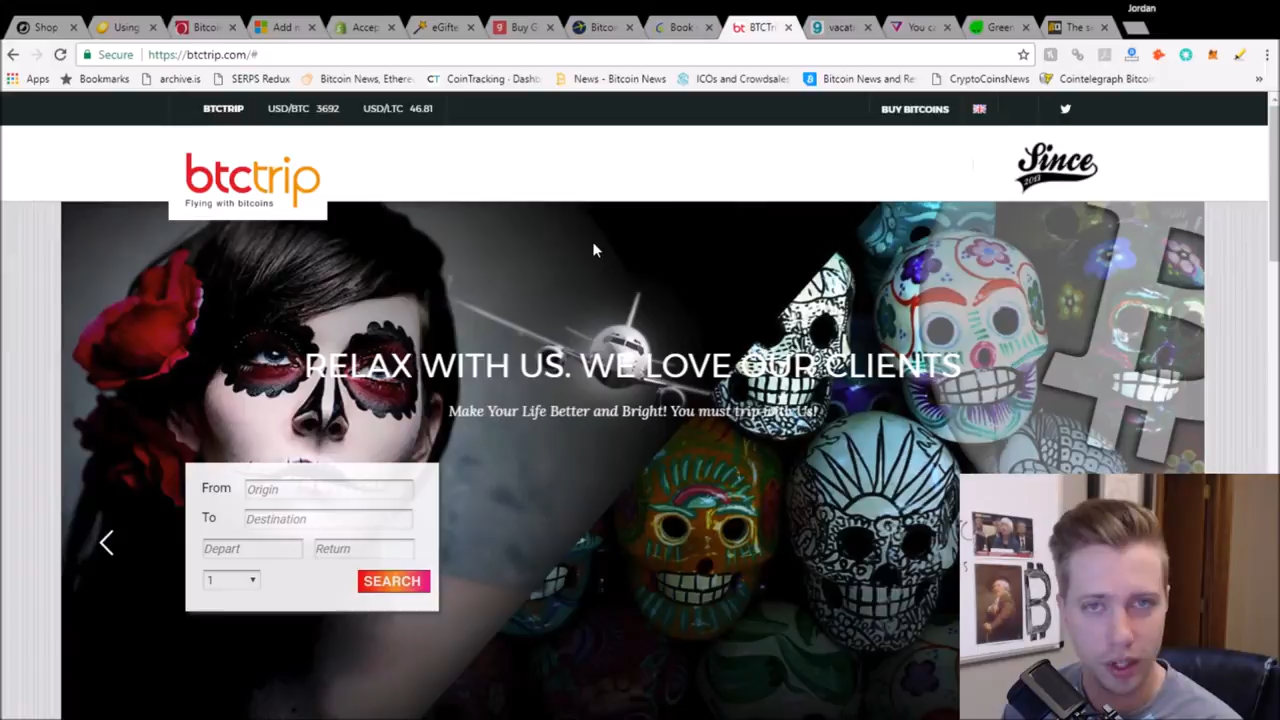 Jordan
Shop
Using
Bitcoi
Add n
Accep
eGifte
Buy G
Bitcoi
Book
BTCTri
vacat
You ca
Green
The s
Secure https://btctrip.com/#
Apps Bookmarks archive.is SERPS Redux Bitcoin News, Ethere CoinTracking - Dashb News - Bitcoin News ICOs and Crowdsales Bitcoin News and Re CryptoCoinsNews Cointelegraph Bitcoi »
BTCTRIP USD/BTC 3692 USD/LTC 46.81 BUY BITCOINS
btctrip
Flying with bitcoins
Since
2013
RELAX WITH US. WE LOVE OUR CLIENTS
Make Your Life Better and Bright! You must trip with Us!
From Origin
To Destination
Depart Return
1 SEARCH